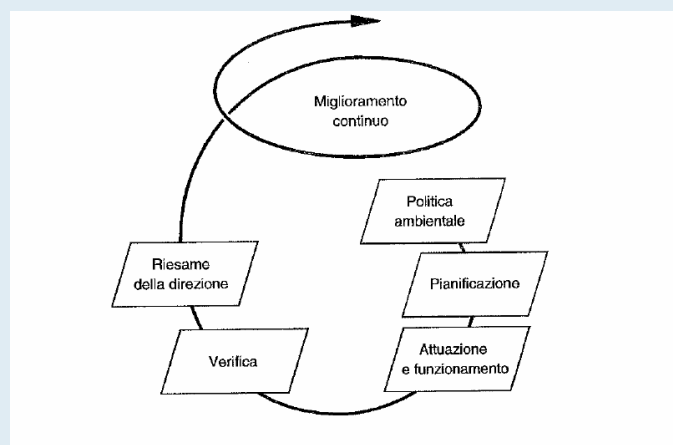 Miglioramento
continuo
Politica
ambientale
Pianificazione
Attuazione
e funzionamento
Verifica
Riesame
della direzione